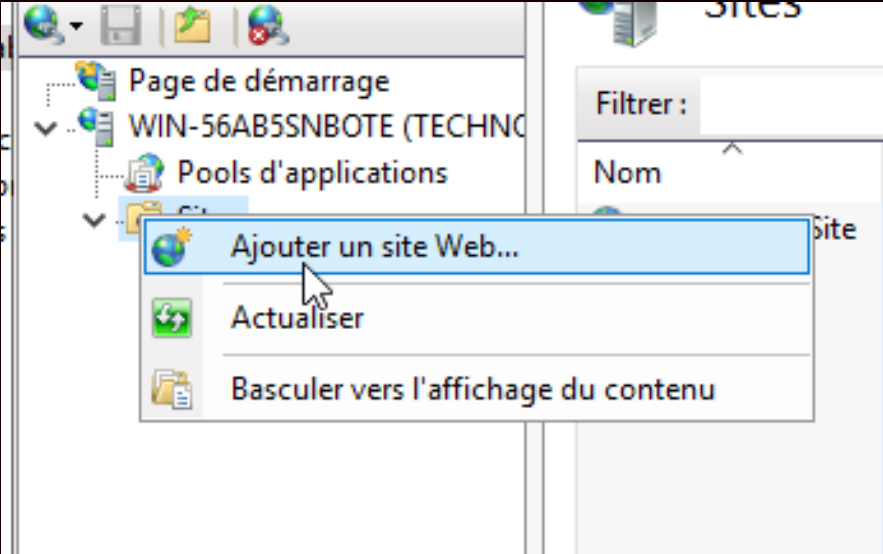 Sites
Page de démarrage
WIN-56AB5SNBOTE (TECHNO
Pools d'applications
Filtrer :
Nom
Site
Ajouter un site Web...
Actualiser
Basculer vers l'affichage du contenu